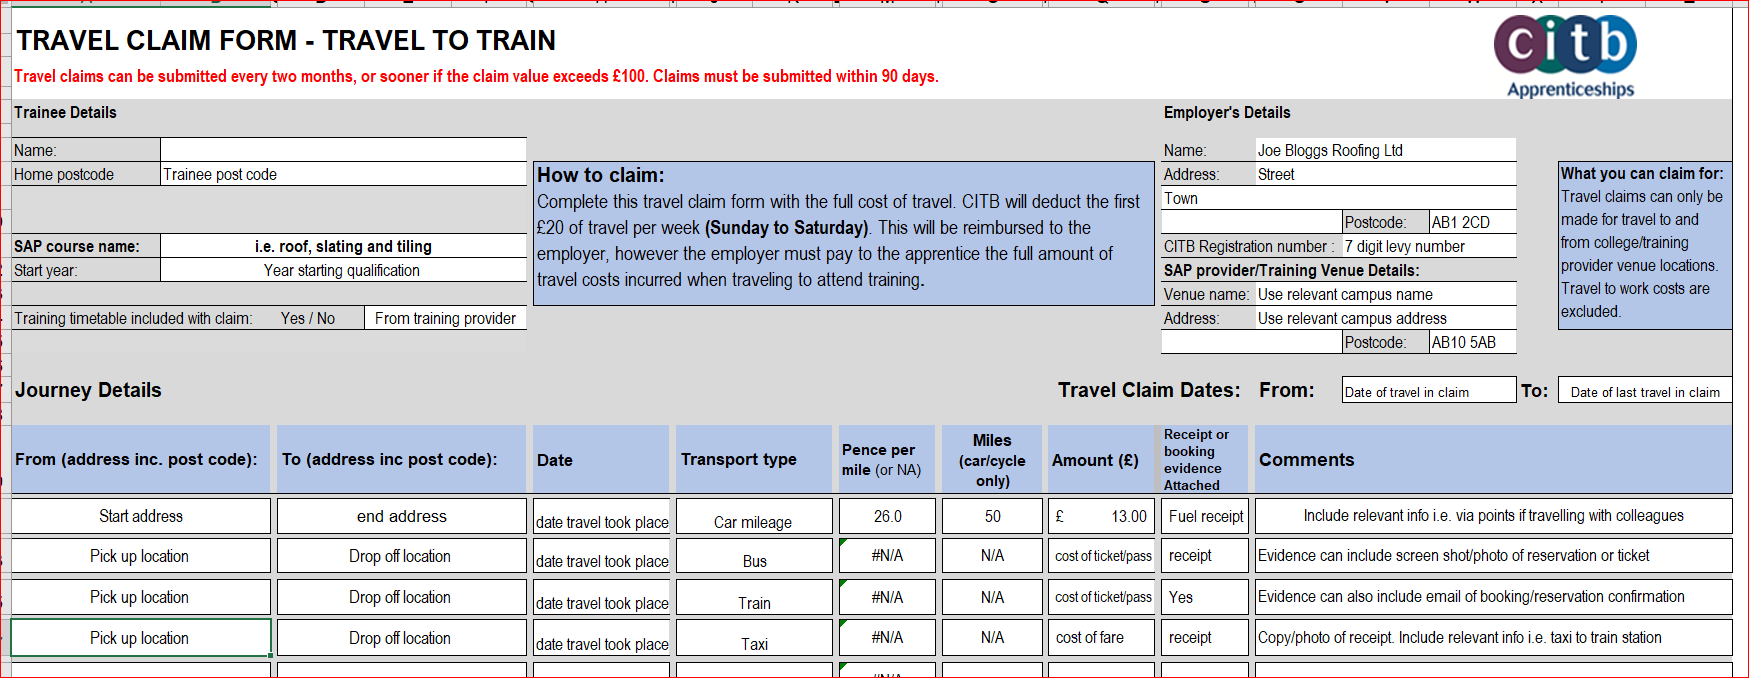 TRAVEL CLAIM FORM - TRAVEL TO TRAIN
Travel claims can be submitted every two months, or sooner if the claim value exceeds £100. Claims must be submitted within 90 days.
citb
Apprenticeships
Trainee Details
Name:
Home postcode Trainee post code
SAP course name: i.e. roof, slating and tiling
Start year: Year starting qualification
Training timetable included with claim: Yes / No From training provider
How to claim:
Complete this travel claim form with the full cost of travel. CITB will deduct the first
£20 of travel per week (Sunday to Saturday). This will be reimbursed to the
employer, however the employer must pay to the apprentice the full amount of
travel costs incurred when traveling to attend training.
Employer's Details
Name: Joe Bloggs Roofing Ltd
Address: Street
Town
Postcode: AB1 2CD
CITB Registration number : 7 digit levy number
SAP provider/Training Venue Details:
Venue name: Use relevant campus name
Address: Use relevant campus address
Postcode: AB10 5AB
What you can claim for:
Travel claims can only be
made for travel to and
from college/training
provider venue locations.
Travel to work costs are
excluded.
Journey Details
Travel Claim Dates: From: Date of travel in claim To: Date of last travel in claim
From (address inc. post code): To (address inc post code): Date Transport type Pence per mile (or NA) Miles (car/cycle only) Amount (£) Receipt or booking evidence Attached Comments
Start address end address date travel took place Car mileage 26.0 50 £ 13.00 Fuel receipt Include relevant info i.e. via points if travelling with colleagues
Pick up location Drop off location date travel took place Bus #N/A N/A cost of ticket/pass receipt Evidence can include screen shot/photo of reservation or ticket
Pick up location Drop off location date travel took place Train #N/A N/A cost of ticket/pass Yes Evidence can also include email of booking/reservation confirmation
Pick up location Drop off location date travel took place Taxi #N/A N/A cost of fare receipt Copy/photo of receipt. Include relevant info i.e. taxi to train station